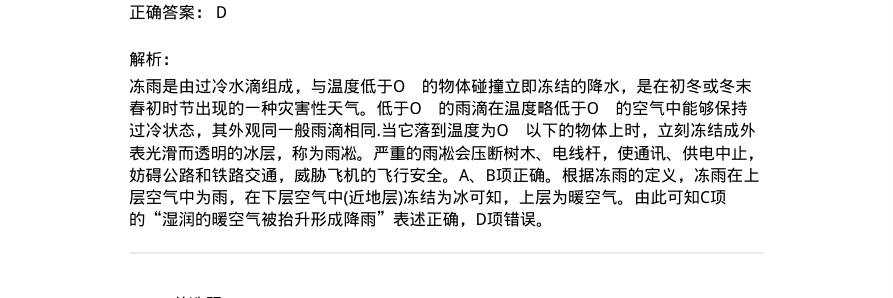 正确答案： D
解析：
冻雨是由过冷水滴组成，与温度低于O　的物体碰撞立即冻结的降水，是在初冬或冬末
春初时节出现的一种灾害性天气。低于O　的雨滴在温度略低于O　的空气中能够保持
过冷状态，其外观同一般雨滴相同.当它落到温度为O　以下的物体上时，立刻冻结成外
表光滑而透明的冰层，称为雨凇。严重的雨凇会压断树木、电线杆，使通讯、供电中止，
妨碍公路和铁路交通，威胁飞机的飞行安全。A、B项正确。根据冻雨的定义，冻雨在上
层空气中为雨，在下层空气中(近地层)冻结为冰可知，上层为暖空气。由此可知C项
的“湿润的暖空气被抬升形成降雨”表述正确，D项错误。